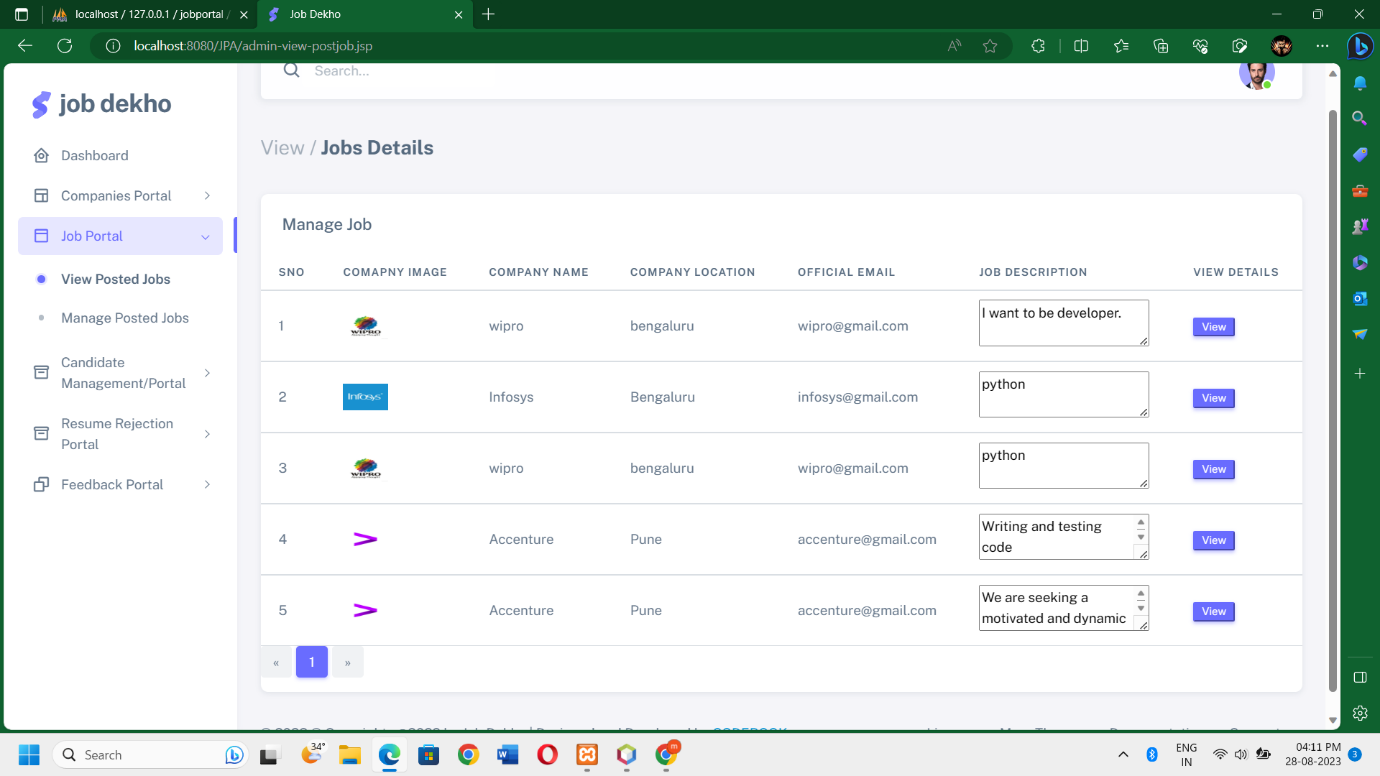 localhost / 127.0.0.1 / jobportal /
Job Dekho
localhost:8080/JPA/admin-view-postjob.jsp
Search...
job dekho
Dashboard
Companies Portal
Job Portal
View Posted Jobs
Manage Posted Jobs
Candidate
Management/Portal
Resume Rejection
Portal
Feedback Portal
View / Jobs Details
Manage Job
SNO COMAPNY IMAGE COMPANY NAME COMPANY LOCATION OFFICIAL EMAIL JOB DESCRIPTION VIEW DETAILS
1 WIPRO wipro bengaluru wipro@gmail.com I want to be developer. View
2 Infosys Infosys Bengaluru infosys@gmail.com python View
3 WIPRO wipro bengaluru wipro@gmail.com python View
4 Accenture Pune accenture@gmail.com Writing and testing
code View
5 Accenture Pune accenture@gmail.com We are seeking a
motivated and dynamic View
« 1 »
34°
Search
m
ENG
IN
04:11 PM
28-08-2023
3